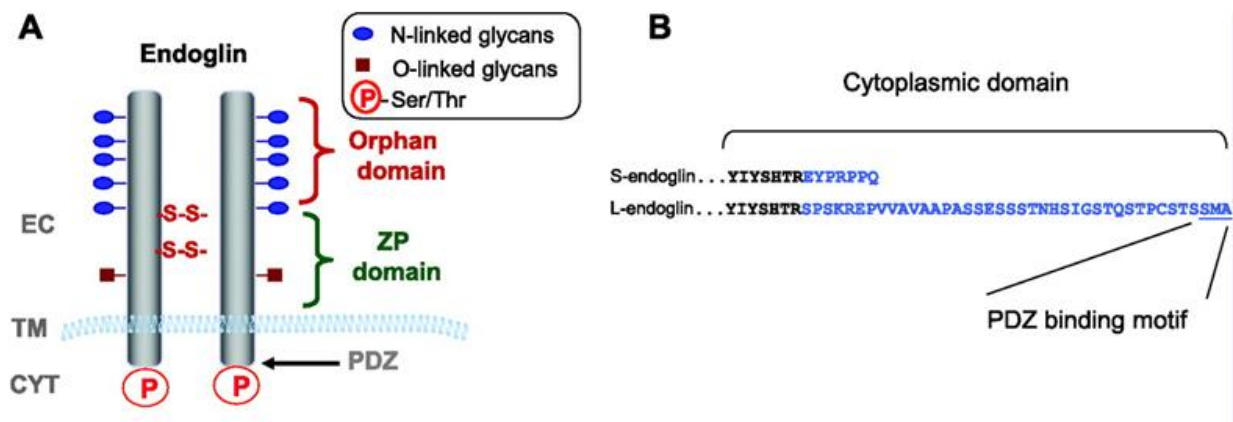 A
Endoglin
N-linked glycans
O-linked glycans
P-Ser/Thr
Orphan
domain
-S-S-
EC
-S-S-
ZP
domain
TM
PDZ
CYT
P
P
B
Cytoplasmic domain
S-endoglin...YIYSHTREYPRPPQ
L-endoglin...YIYSHTRSPSKREPVVAVAAPASSESSSTNHSIGSTQSTPCSTSSMA
PDZ binding motif